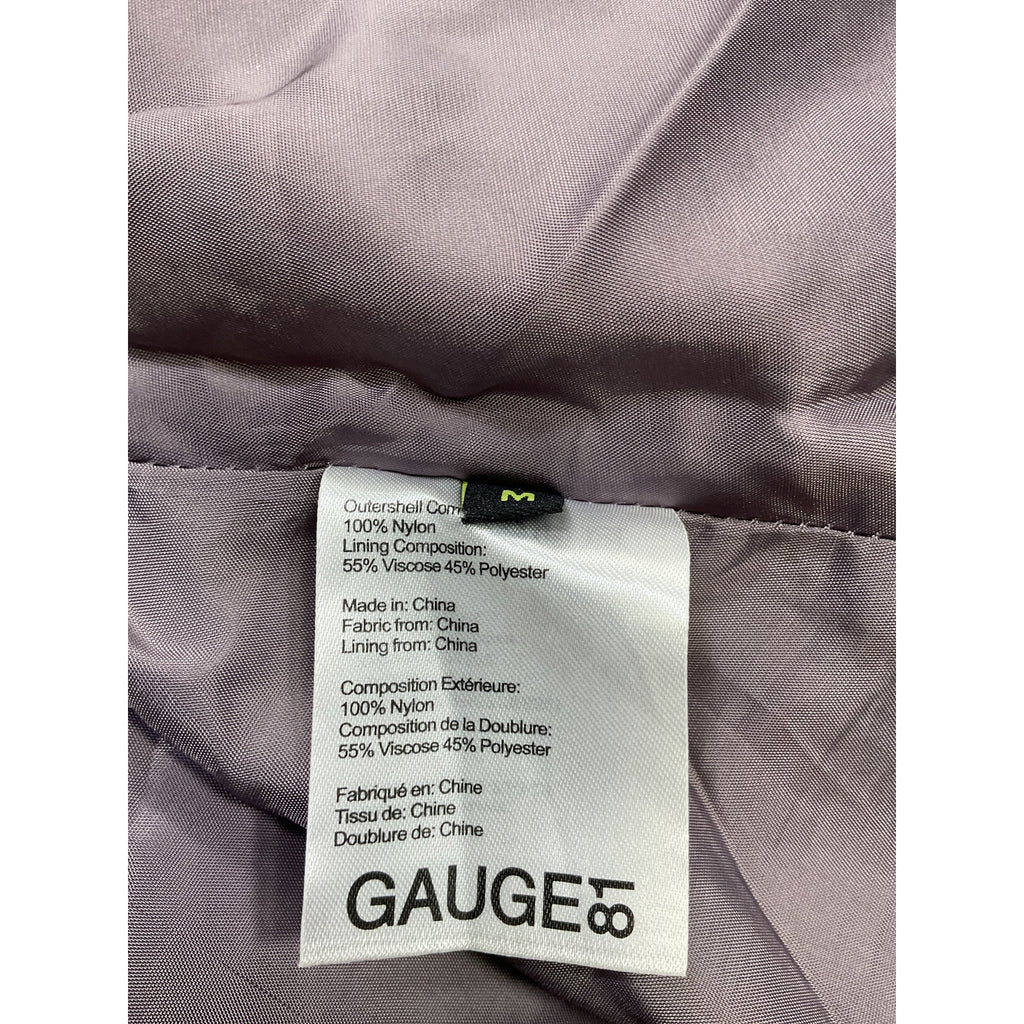 M
Outershell Com
100% Nylon
Lining Composition:
55% Viscose 45% Polyester
Made in: China
Fabric from: China
Lining from: China
Composition Extérieure:
100% Nylon
Composition de la Doublure:
55% Viscose 45% Polyester
Fabriqué en: Chine
Tissu de: Chine
Doublure de: Chine
GAUGE81